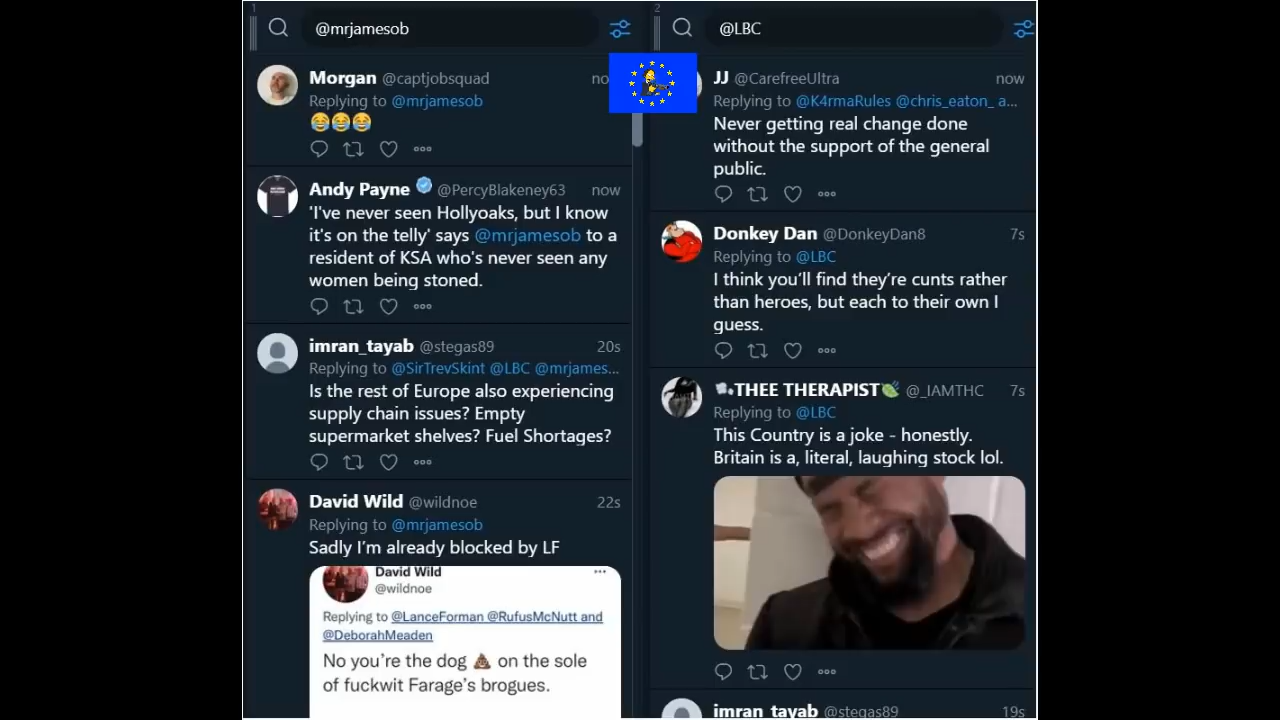 1
@mrjamesob
Morgan @captjobsquad
Replying to @mrjamesob
😂😂😂
Andy Payne @PercyBlakeney63 now
'I've never seen Hollyoaks, but I know
it's on the telly' says @mrjamesob to a
resident of KSA who's never seen any
women being stoned.
imran_tayab @stegas89 20s
Replying to @SirTrevSkint @LBC @mrjames...
Is the rest of Europe also experiencing
supply chain issues? Empty
supermarket shelves? Fuel Shortages?
David Wild @wildnoe 22s
Replying to @mrjamesob
Sadly I’m already blocked by LF
David Wild
@wildnoe
Replying to @LanceForman @RufusMcNutt and
@DeborahMeaden
No you’re the dog 💩 on the sole
of fuckwit Farage’s brogues.
2
@LBC
JJ @CarefreeUltra now
Replying to @K4rmaRules @chris_eaton_ a...
Never getting real change done
without the support of the general
public.
Donkey Dan @DonkeyDan8 7s
Replying to @LBC
I think you’ll find they’re cunts rather
than heroes, but each to their own I
guess.
THEE THERAPIST @_IAMTHC 7s
Replying to @LBC
This Country is a joke - honestly.
Britain is a, literal, laughing stock lol.
imran_tayab @stegas89 19s